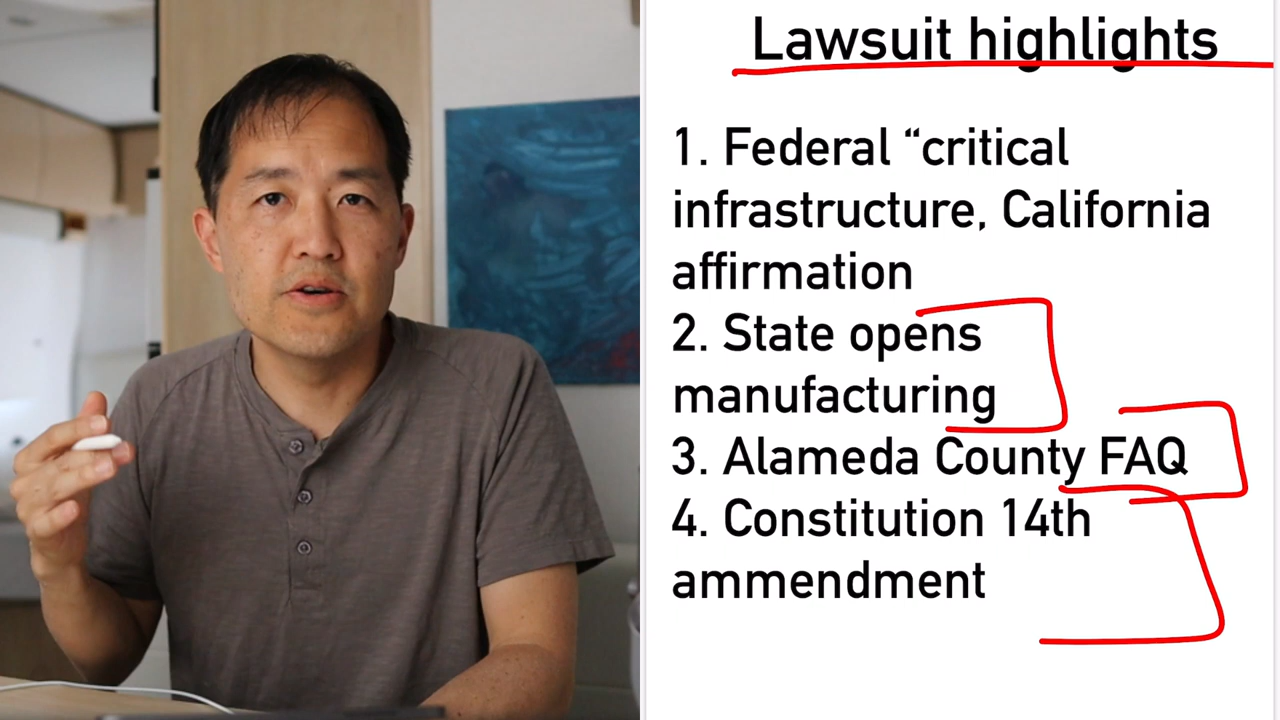 Lawsuit highlights
1. Federal “critical
infrastructure, California
affirmation
2. State opens
manufacturing
3. Alameda County FAQ
4. Constitution 14th
ammendment